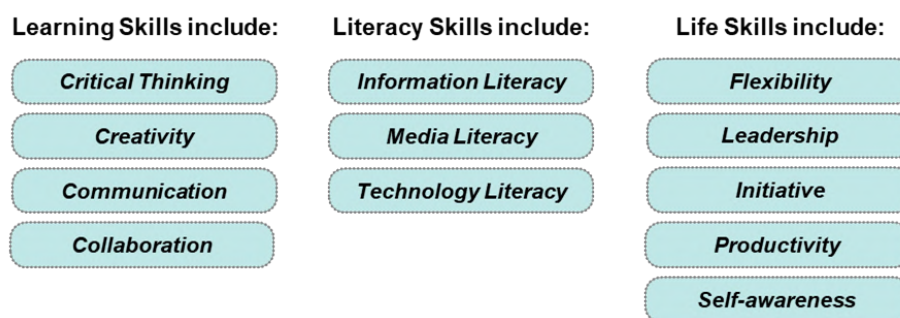 Learning Skills include:
Critical Thinking
Creativity
Communication
Collaboration
Literacy Skills include:
Information Literacy
Media Literacy
Technology Literacy
Life Skills include:
Flexibility
Leadership
Initiative
Productivity
Self-awareness